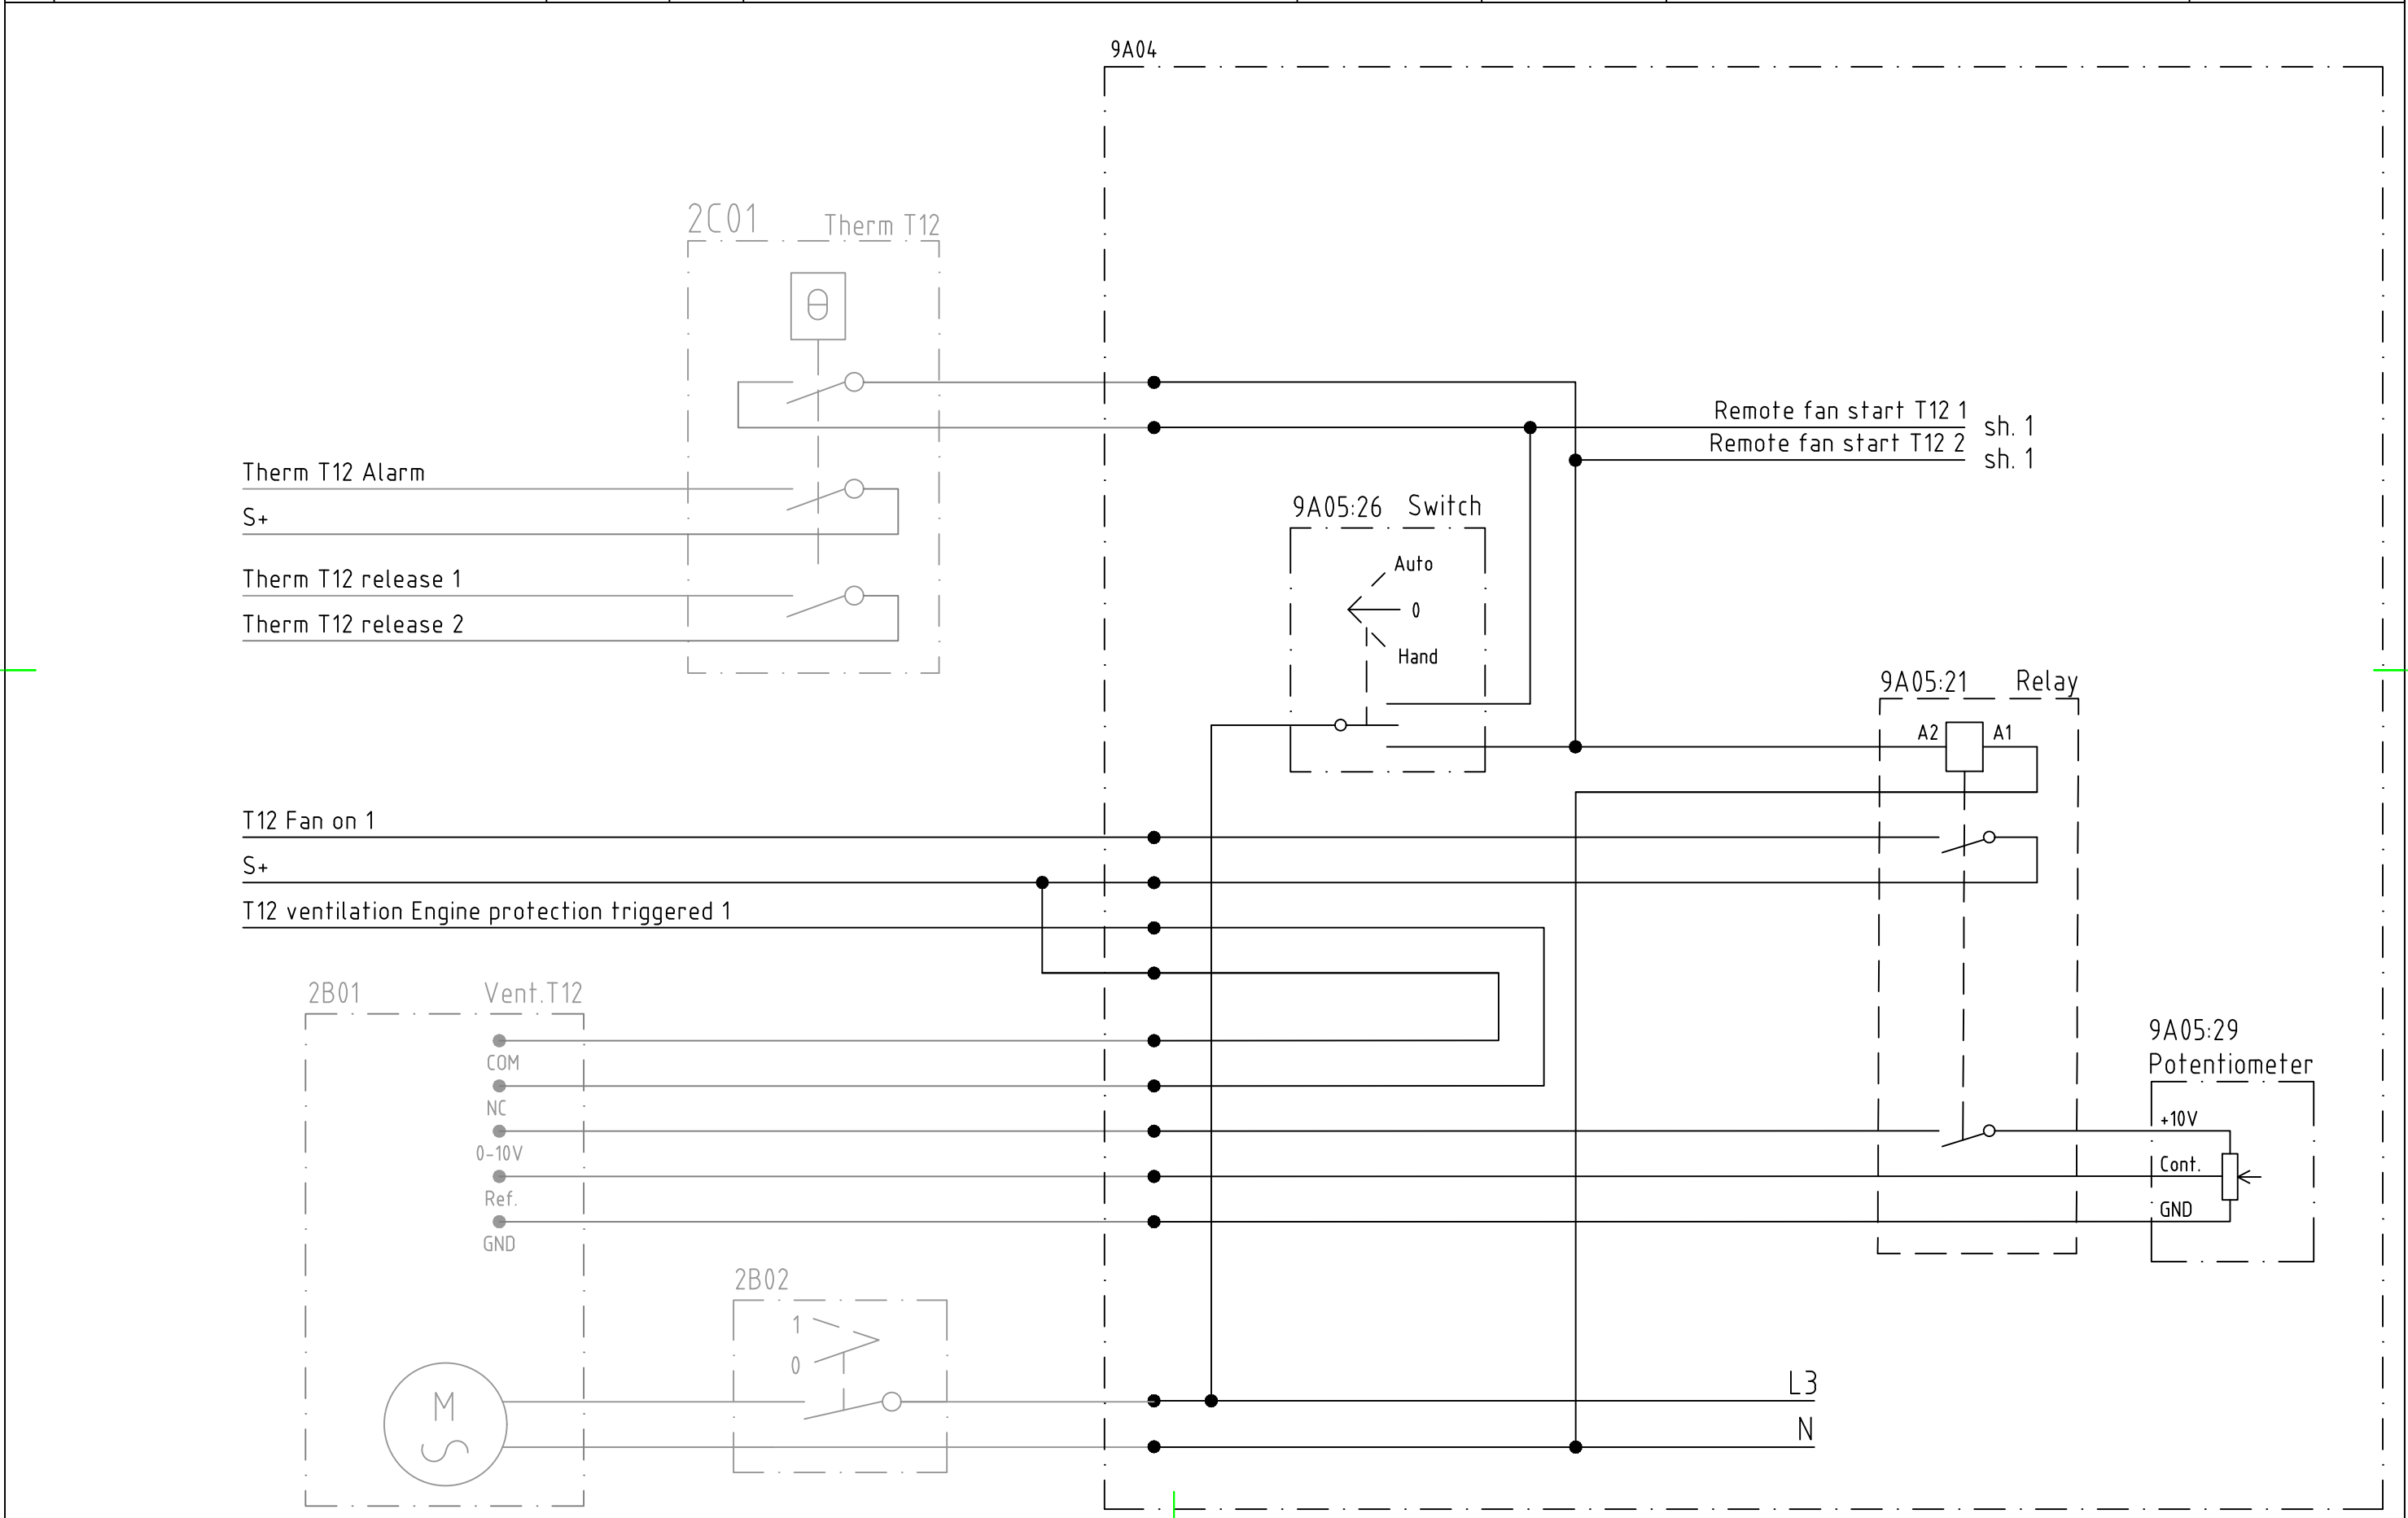 9A04
2C01 Therm T12
θ
Remote fan start T12 1 sh. 1
Remote fan start T12 2 sh. 1
Therm T12 Alarm
S+
9A05:26 Switch
Auto
0
Hand
Therm T12 release 1
Therm T12 release 2
9A05:21 Relay
A2 A1
T12 Fan on 1
S+
T12 ventilation Engine protection triggered 1
2B01 Vent.T12
COM
NC
0-10V
Ref.
GND
9A05:29
Potentiometer
+10V
Cont.
GND
2B02
1
0
M
L3
N